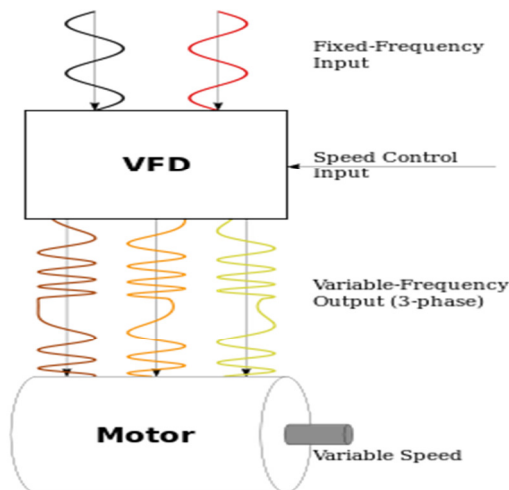 Fixed-Frequency
Input
VFD
Speed Control
Input
Variable-Frequency
Output (3-phase)
Motor
Variable Speed